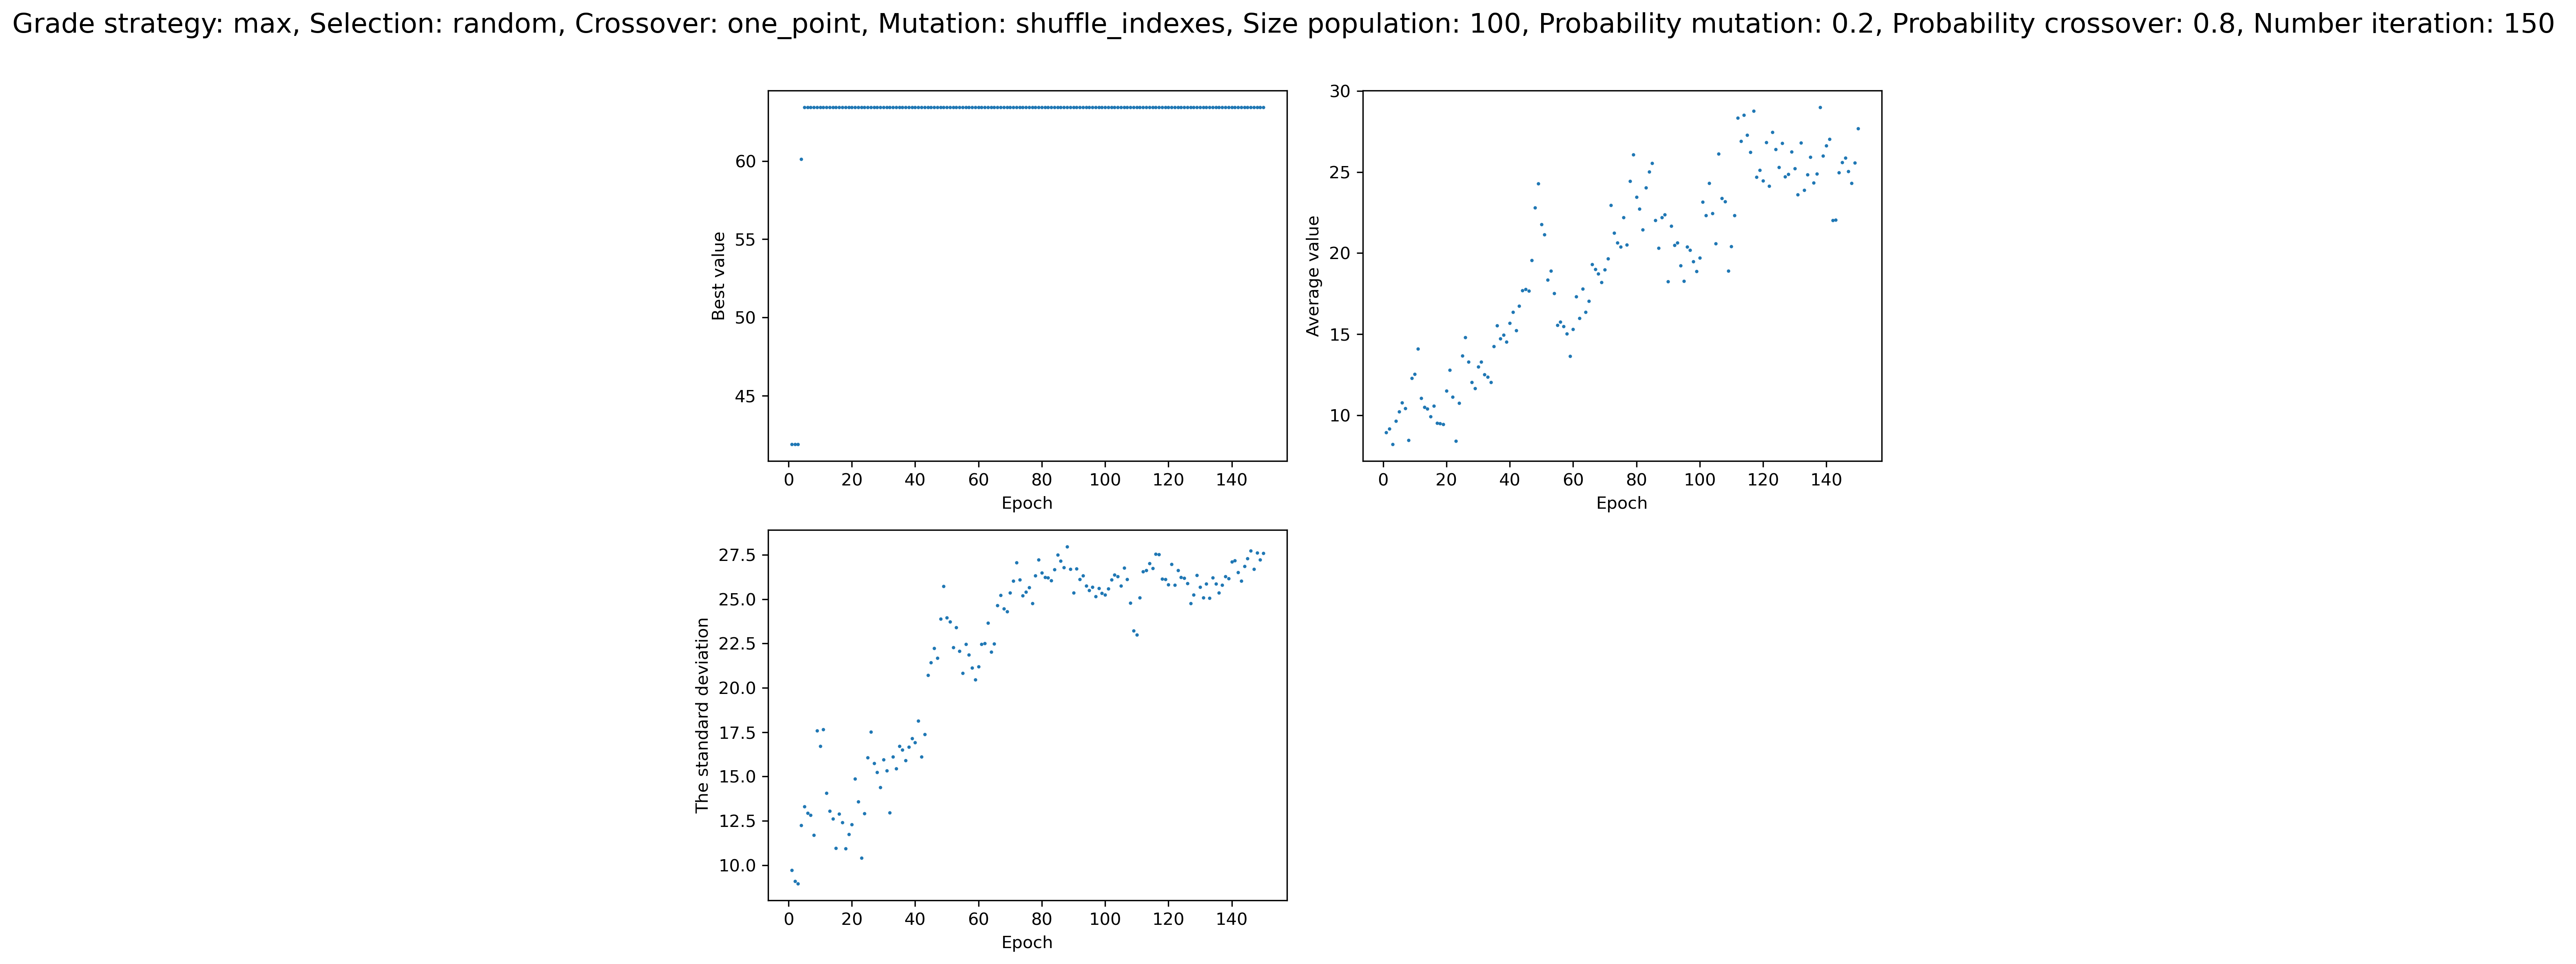 Grade strategy: max, Selection: random, Crossover: one_point, Mutation: shuffle_indexes, Size population: 100, Probability mutation: 0.2, Probability crossover: 0.8, Number iteration: 150
60
55
50
45
Best value
0 20 40 60 80 100 120 140
Epoch
30
25
20
15
10
Average value
0 20 40 60 80 100 120 140
Epoch
27.5
25.0
22.5
20.0
17.5
15.0
12.5
10.0
The standard deviation
0 20 40 60 80 100 120 140
Epoch